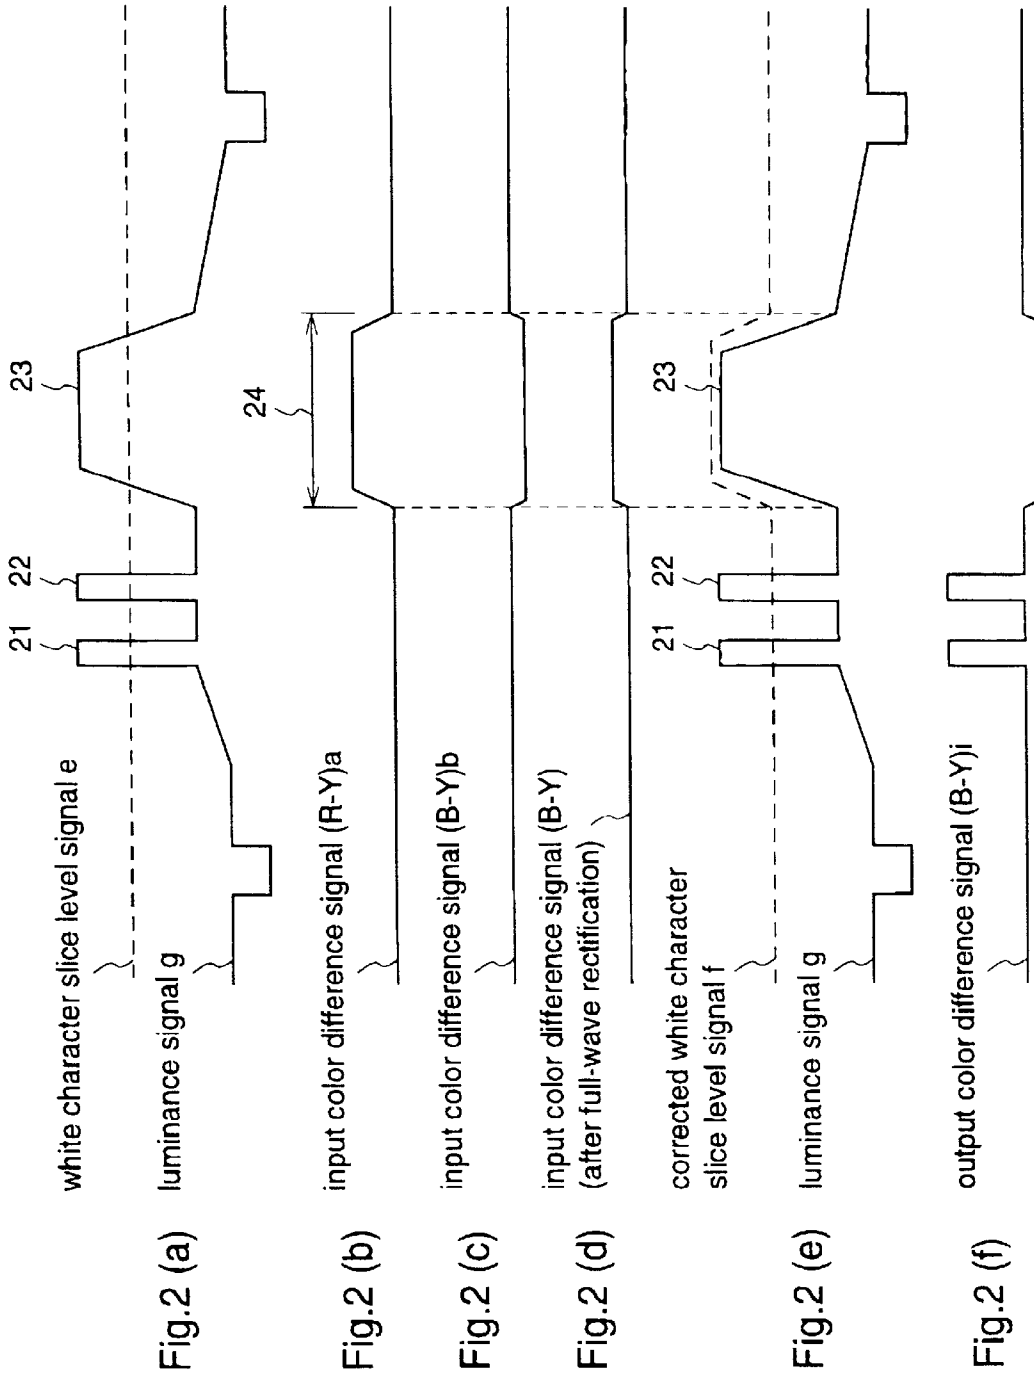 Fig.2 (a)
white character slice level signal e
luminance signal g
21
22
23
Fig.2 (b)
input color difference signal (R-Y)a
24
Fig.2 (c)
input color difference signal (B-Y)b
Fig.2 (d)
input color difference signal (B-Y)
(after full-wave rectification)
Fig.2 (e)
corrected white character
slice level signal f
luminance signal g
21
22
23
Fig.2 (f)
output color difference signal (B-Y)i